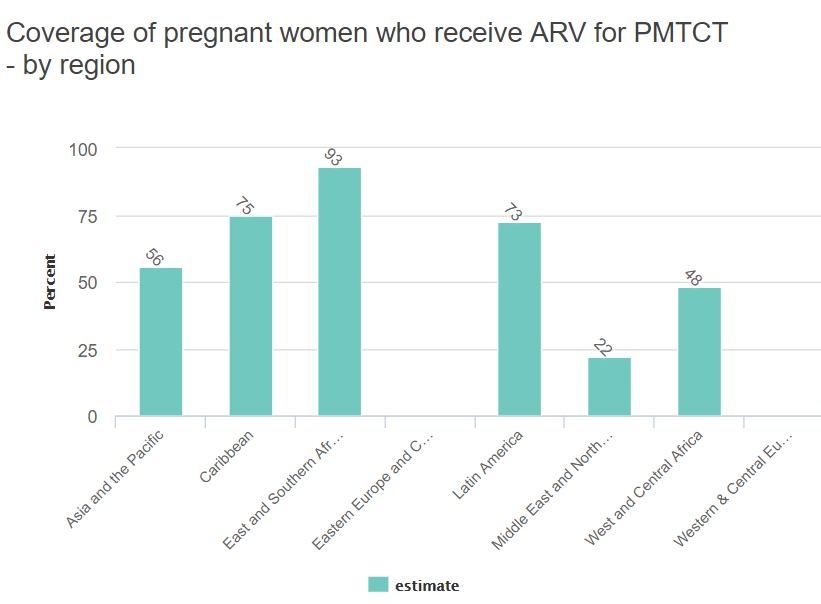 Coverage of pregnant women who receive ARV for PMTCT
- by region
100
75
50
25
0
Percent
56
75
93
73
22
48
Asia and the Pacific
Caribbean
East and Southern Afr…
Eastern Europe and C…
Latin America
Middle East and North…
West and Central Africa
Western & Central Eu…
estimate